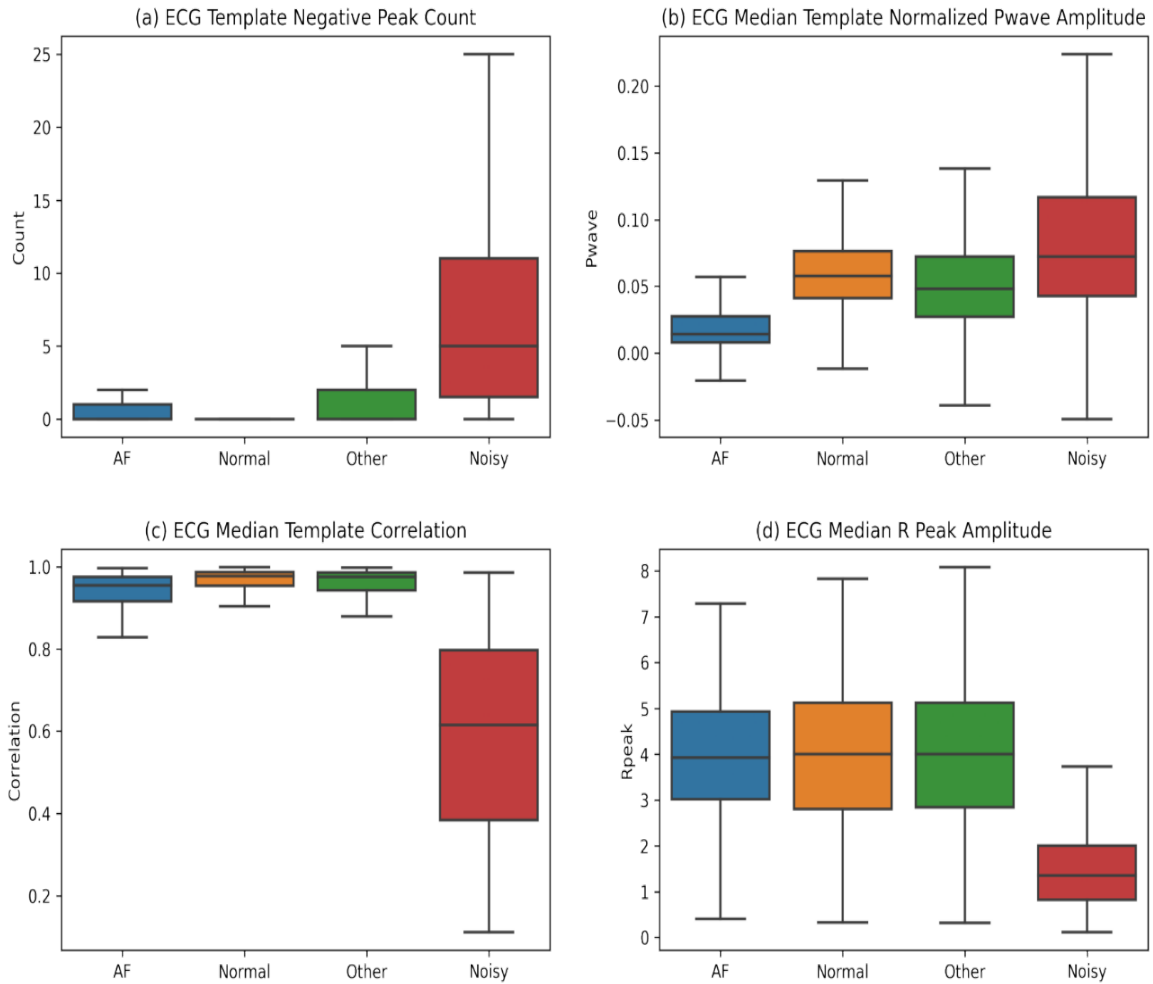 (a) ECG Template Negative Peak Count
25
20
15
10
5
0
Count
AF Normal Other Noisy
(b) ECG Median Template Normalized Pwave Amplitude
0.20
0.15
0.10
0.05
0.00
−0.05
Pwave
AF Normal Other Noisy
(c) ECG Median Template Correlation
1.0
0.8
0.6
0.4
0.2
Correlation
AF Normal Other Noisy
(d) ECG Median R Peak Amplitude
8
7
6
5
4
3
2
1
0
Rpeak
AF Normal Other Noisy